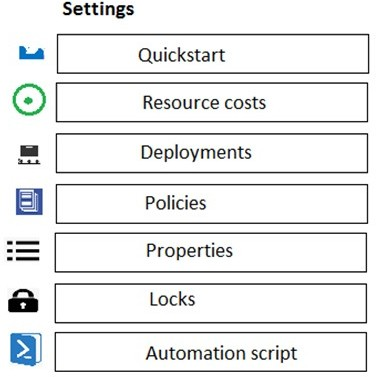 Settings
Quickstart
Resource costs
Deployments
Policies
Properties
Locks
Automation script